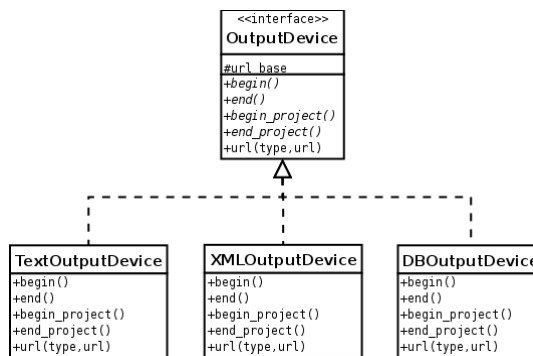 <<interface>>
OutputDevice
#url_base
+begin()
+end()
+begin_project()
+end_project()
+url(type,url)
TextOutputDevice
+begin()
+end()
+begin_project()
+end_project()
+url(type,url)
XMLOutputDevice
+begin()
+end()
+begin_project()
+end_project()
+url(type,url)
DBOutputDevice
+begin()
+end()
+begin_project()
+end_project()
+url(type,url)